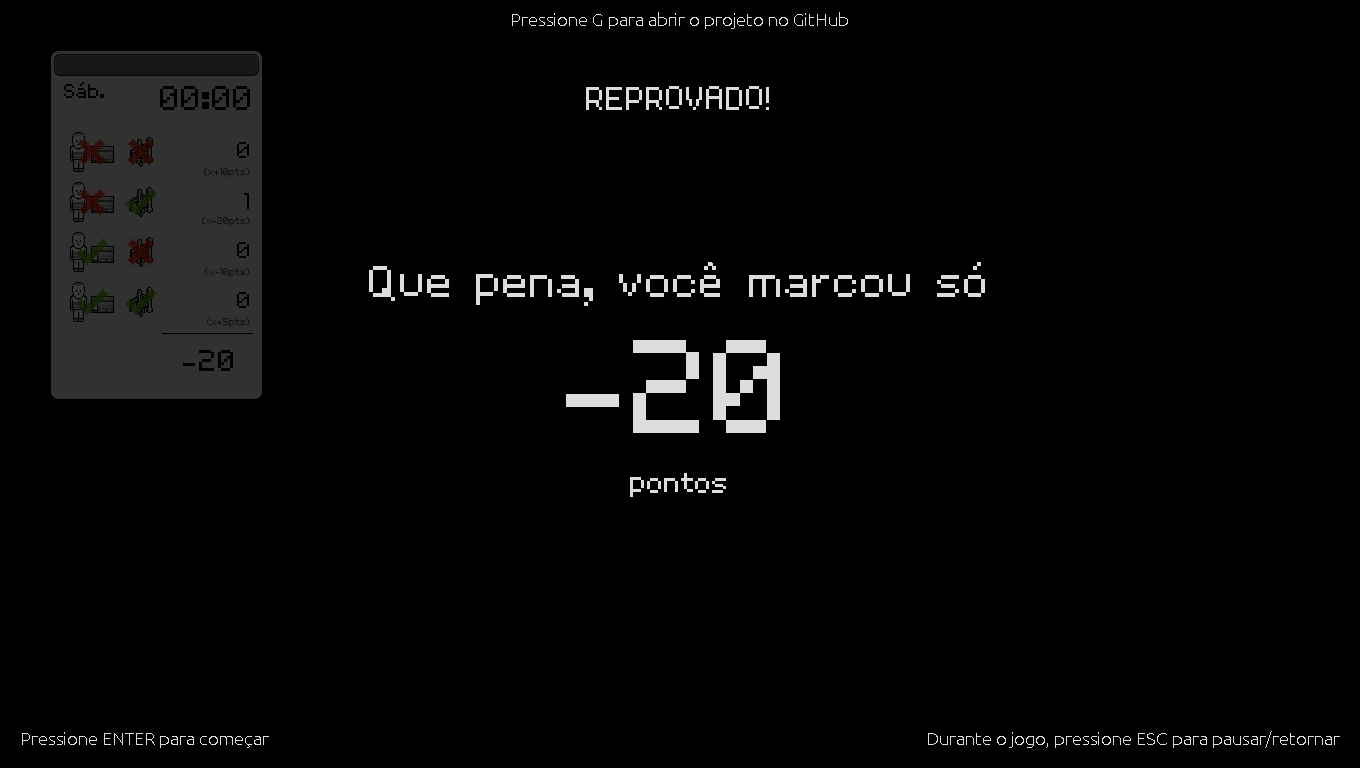 Pressione G para abrir o projeto no GitHub
Sáb.
00:00
0
(x+10pts)
1
(x-20pts)
0
(x-10pts)
0
(x+5pts)
-20
REPROVADO!
Que pena, você marcou só
-20
pontos
Pressione ENTER para começar
Durante o jogo, pressione ESC para pausar/retornar